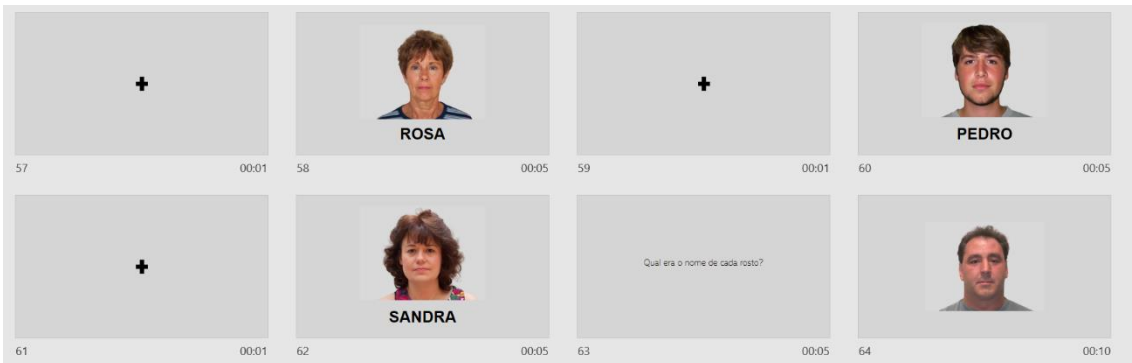 ROSA
PEDRO
57 00:01
58 00:05
59 00:01
60 00:05
Qual era o nome de cada rosto?
SANDRA
61 00:01
62 00:05
63 00:05
64 00:10